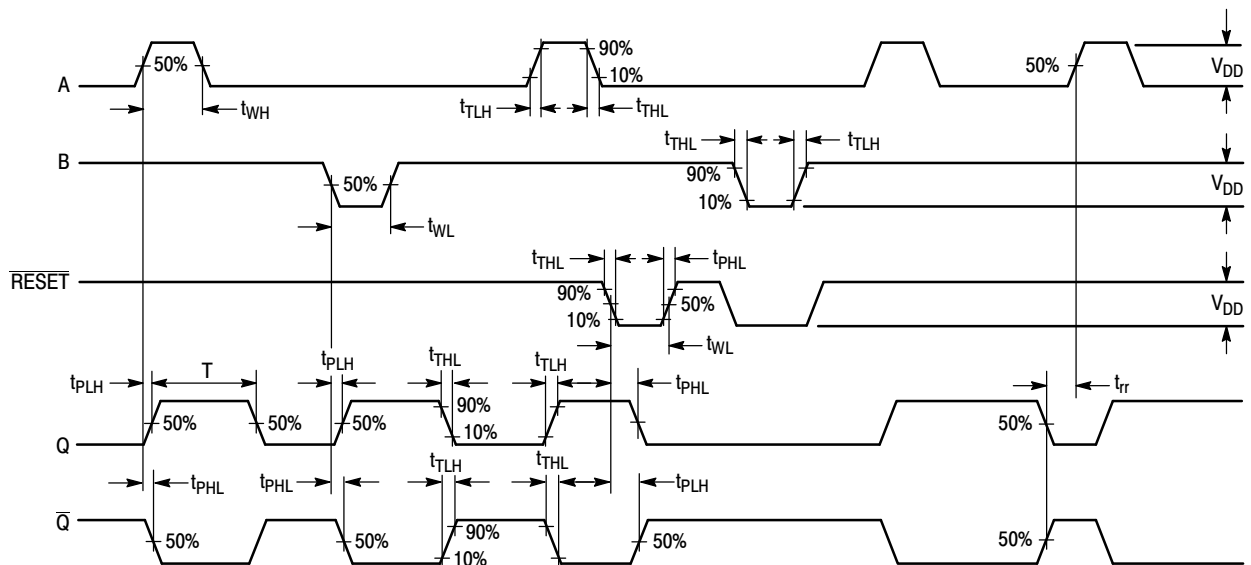 A
50%
t_WH
t_TLH
90%
10%
t_THL
50%
V_DD
B
50%
t_WL
t_THL
t_TLH
90%
10%
V_DD
RESET
t_THL
t_PHL
90%
10%
50%
t_WL
V_DD
t_PLH
T
t_PLH
t_THL
t_TLH
t_PHL
t_rr
Q
50%
50%
50%
90%
10%
50%
t_PHL
t_PHL
t_TLH
t_THL
t_PLH
Q
50%
50%
90%
10%
50%
50%